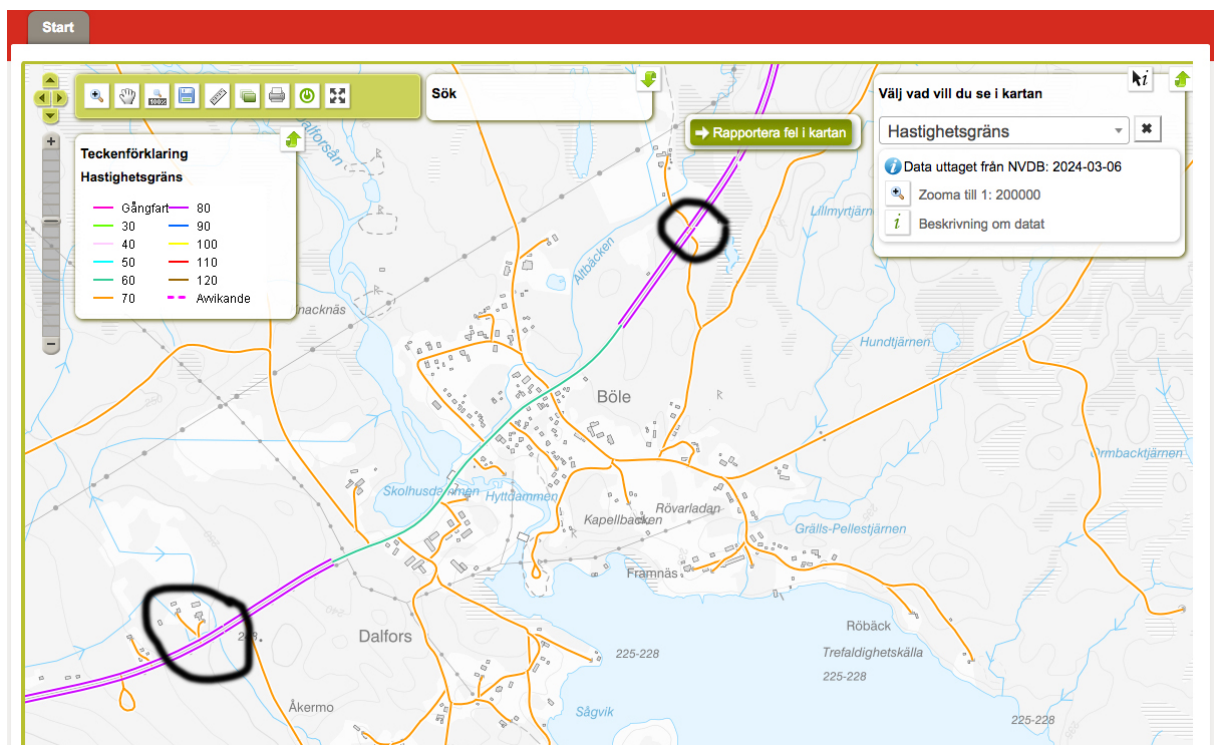 Start
Sök
Rapportera fel i kartan
Välj vad vill du se i kartan
Hastighetsgräns
Data uttaget från NVDB: 2024-03-06
Zooma till 1: 200000
i Beskrivning om datat
Teckenförklaring
Hastighetsgräns
Gångfart 80
30 90
40 100
50 110
60 120
70 Avvikande
Lillmyrtjärn
Altbäcken
Hundtjärnen
Böle
Ormbacktjärnen
Skolhusdammen
Hyttdammen
Rövarladan
Kapellbacken
Grälls-Pellestjärnen
Framnäs
Röbäck
Dalfors
225-228
Trefaldighetskälla
225-228
Åkermo
Sågvik
225-228